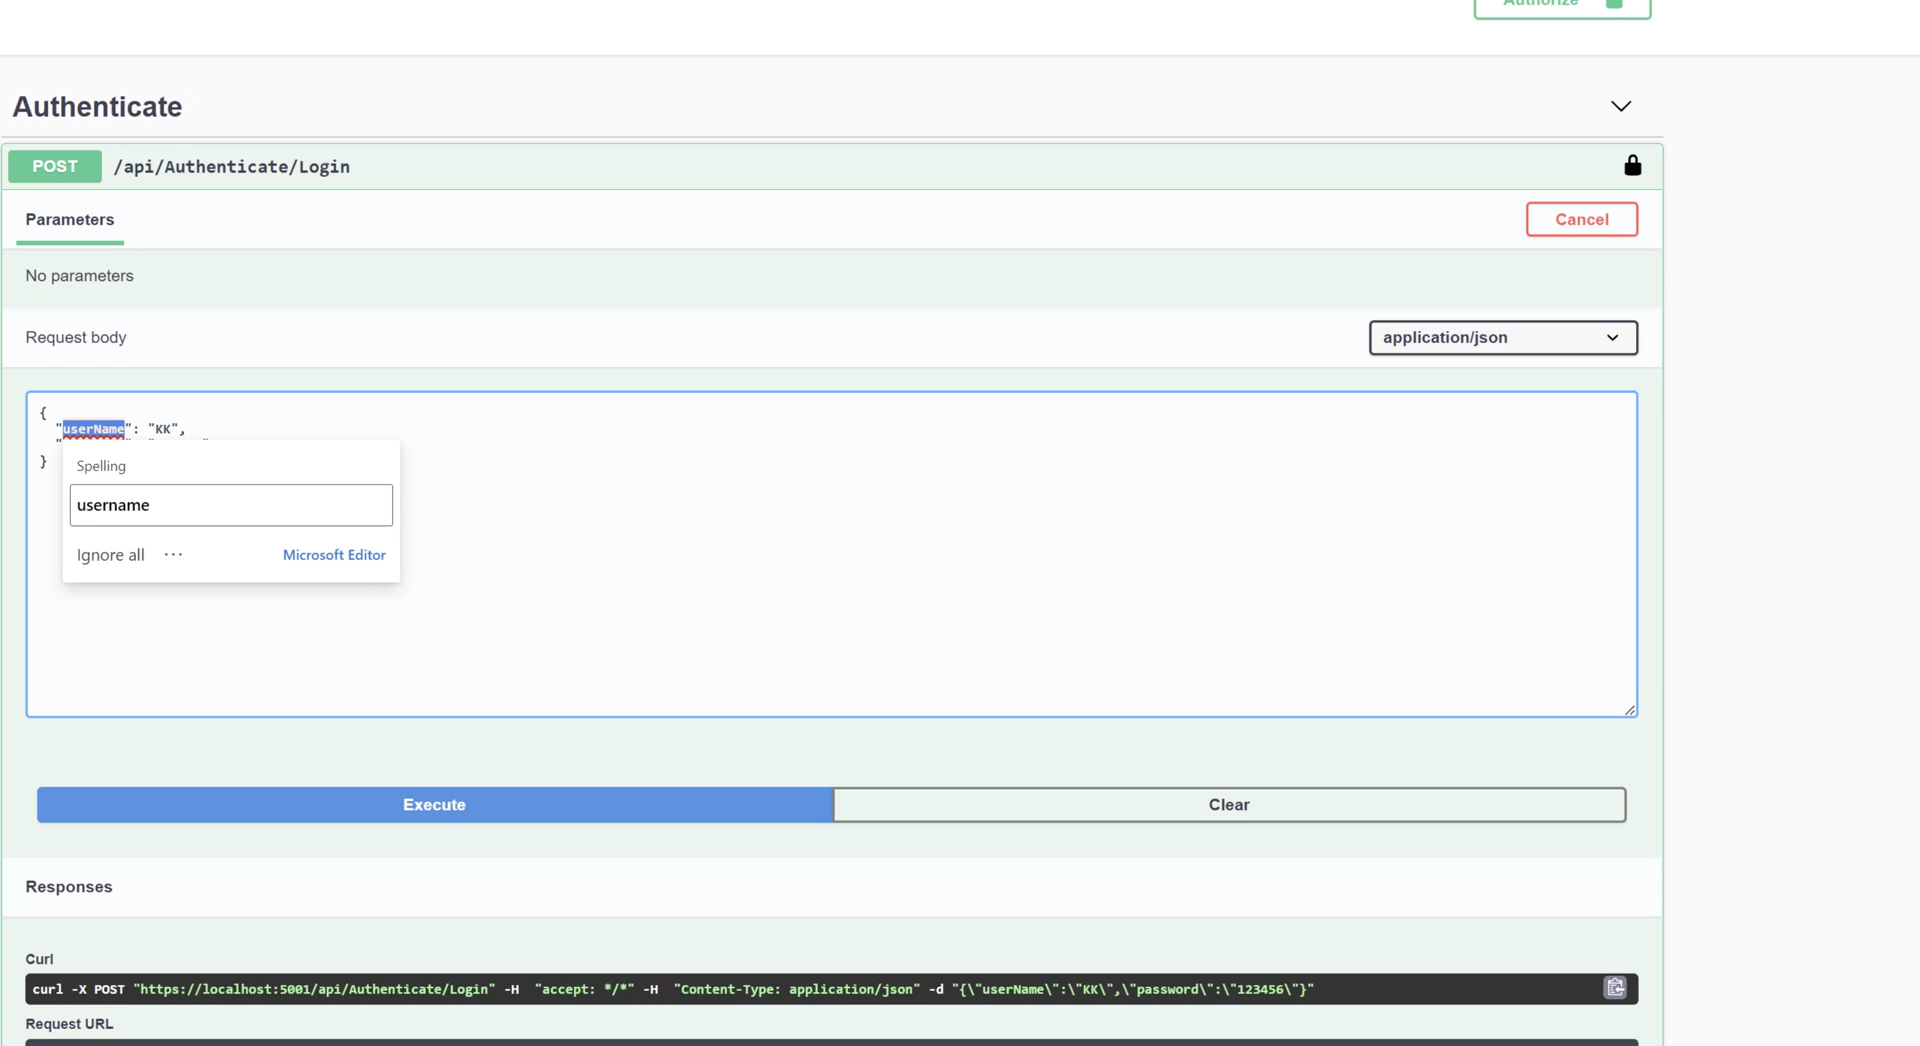 Authorize
Authenticate
POST /api/Authenticate/Login
Parameters
Cancel
No parameters
Request body
application/json
{
"userName": "KK",
}
Spelling
username
Ignore all ··· Microsoft Editor
Execute
Clear
Responses
Curl
curl -X POST "https://localhost:5001/api/Authenticate/Login" -H  "accept: */*" -H  "Content-Type: application/json" -d "{\"userName\":\"KK\",\"password\":\"123456\"}"
Request URL